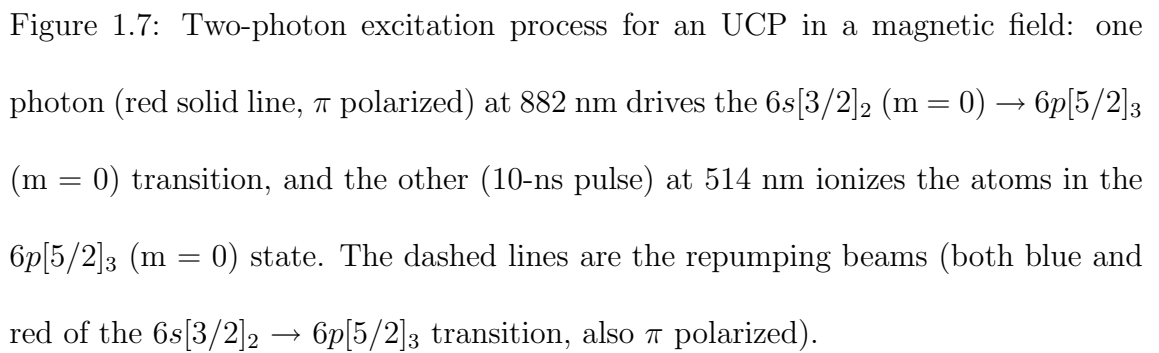 Figure 1.7: Two-photon excitation process for an UCP in a magnetic field: one
photon (red solid line, π polarized) at 882 nm drives the 6s[3/2]₂ (m = 0) → 6p[5/2]₃
(m = 0) transition, and the other (10-ns pulse) at 514 nm ionizes the atoms in the
6p[5/2]₃ (m = 0) state. The dashed lines are the repumping beams (both blue and
red of the 6s[3/2]₂ → 6p[5/2]₃ transition, also π polarized).